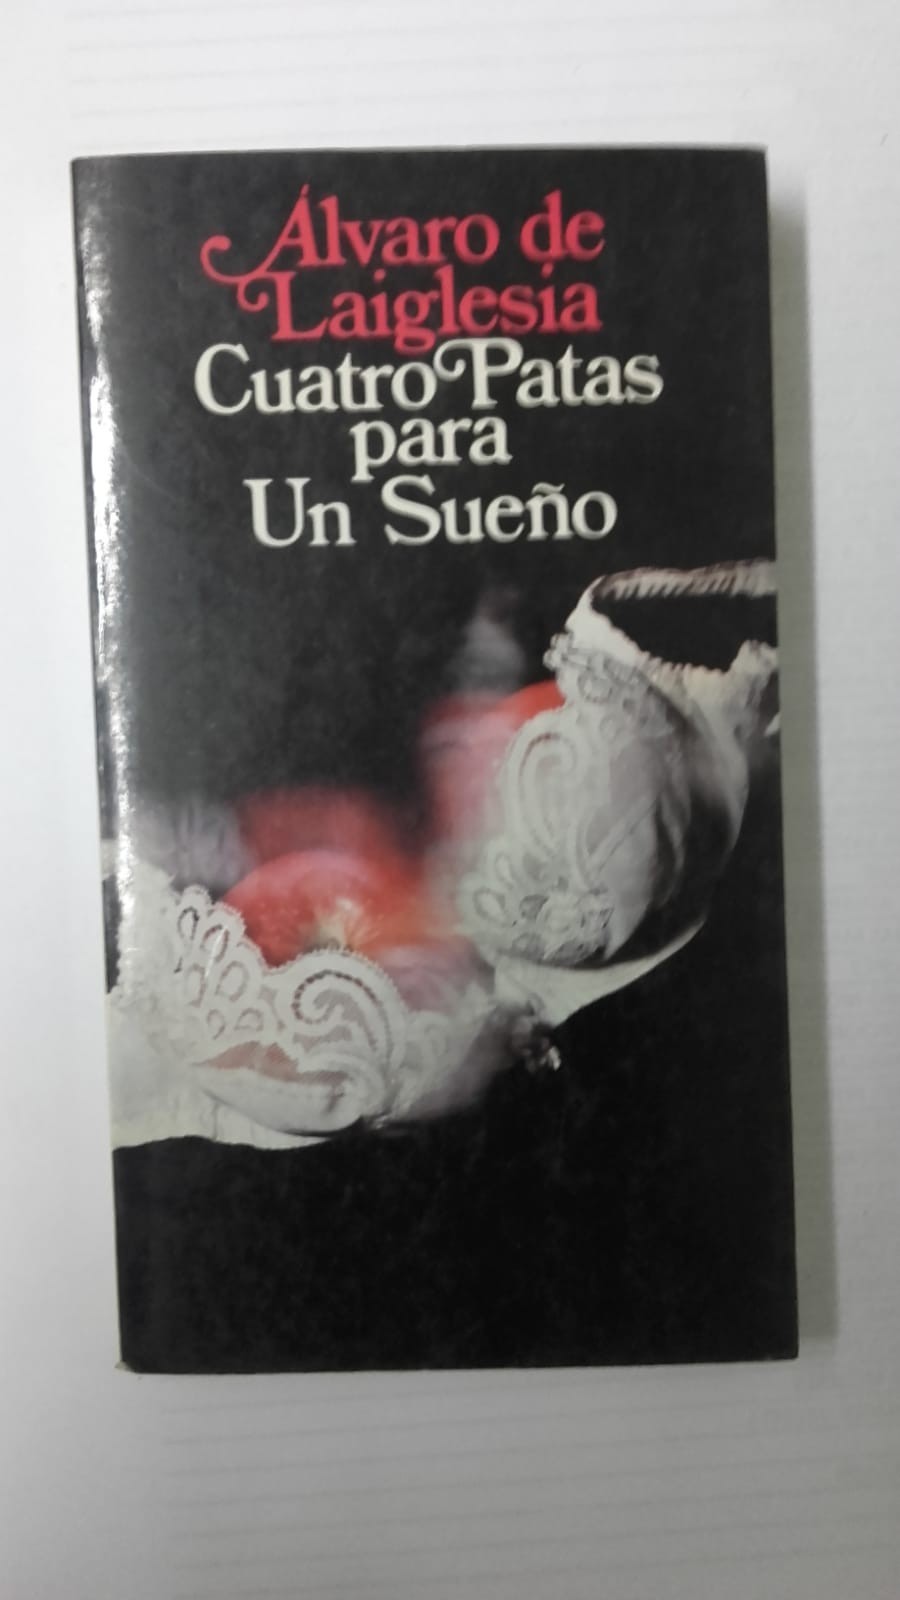 Álvaro de
Laiglesia
Cuatro Patas
para
Un Sueño